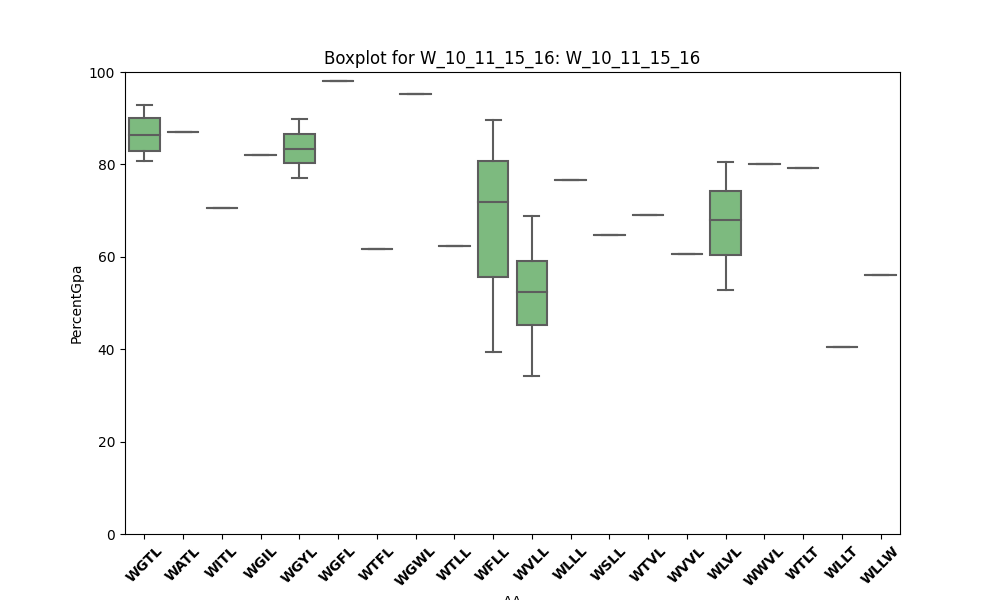 Boxplot for W_10_11_15_16: W_10_11_15_16
100
80
60
40
20
0
PercentGpa
WGTL WATL WITL WGIL WGYL WGFL WTFL WGWL WTLL WFLL WVLL WLLL WSLL WTVL WVVL WLVL WWVL WTLT WLLT WLLW